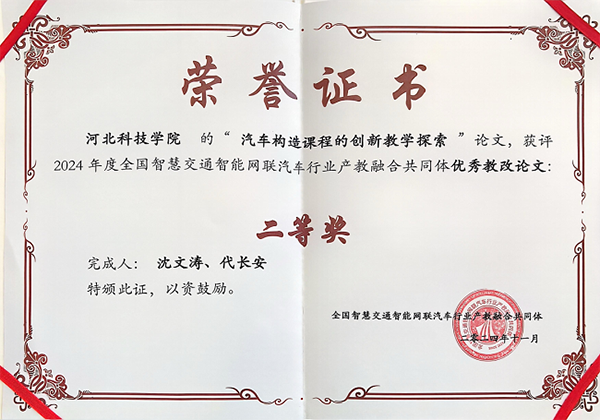 荣誉证书
河北科技学院 的“ 汽车构造课程的创新教学探索 ”论文，获评
2024年度全国智慧交通智能网联汽车行业产教融合共同体优秀教改论文:
二等奖
完成人： 沈文涛、代长安
特颁此证，以资鼓励。
全国智慧交通智能网联汽车行业产教融合共同体
二零二四年十一月